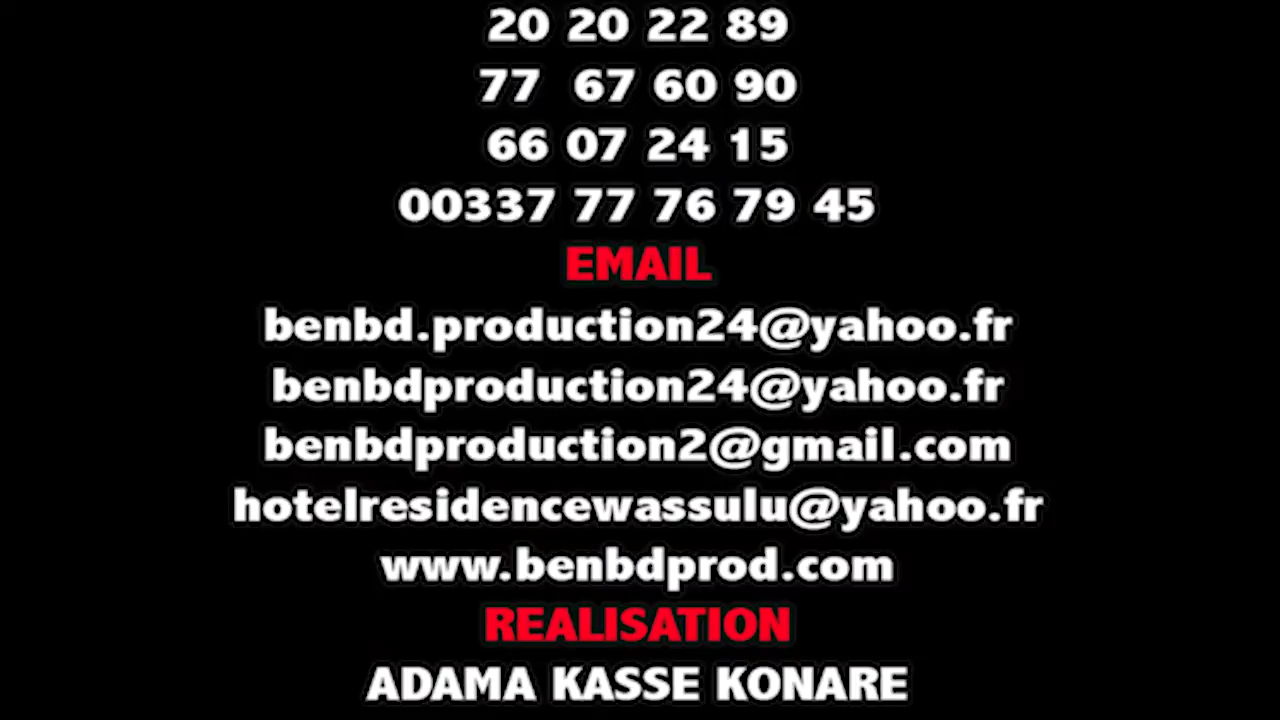 20 20 22 89
77 67 60 90
66 07 24 15
00337 77 76 79 45
EMAIL
benbd.production24@yahoo.fr
benbdproduction24@yahoo.fr
benbdproduction2@gmail.com
hotelresidencewassulu@yahoo.fr
www.benbdprod.com
REALISATION
ADAMA KASSE KONARE